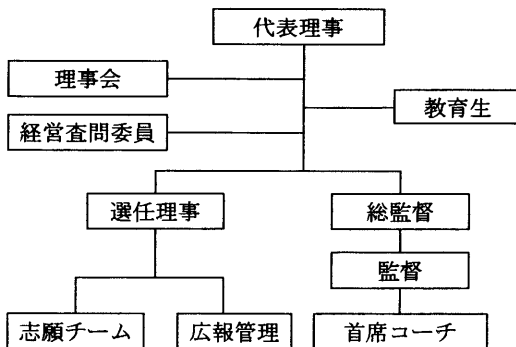 代表理事
理事会
教育生
経営査問委員
選任理事
総監督
監督
志願チーム
広報管理
首席コーチ